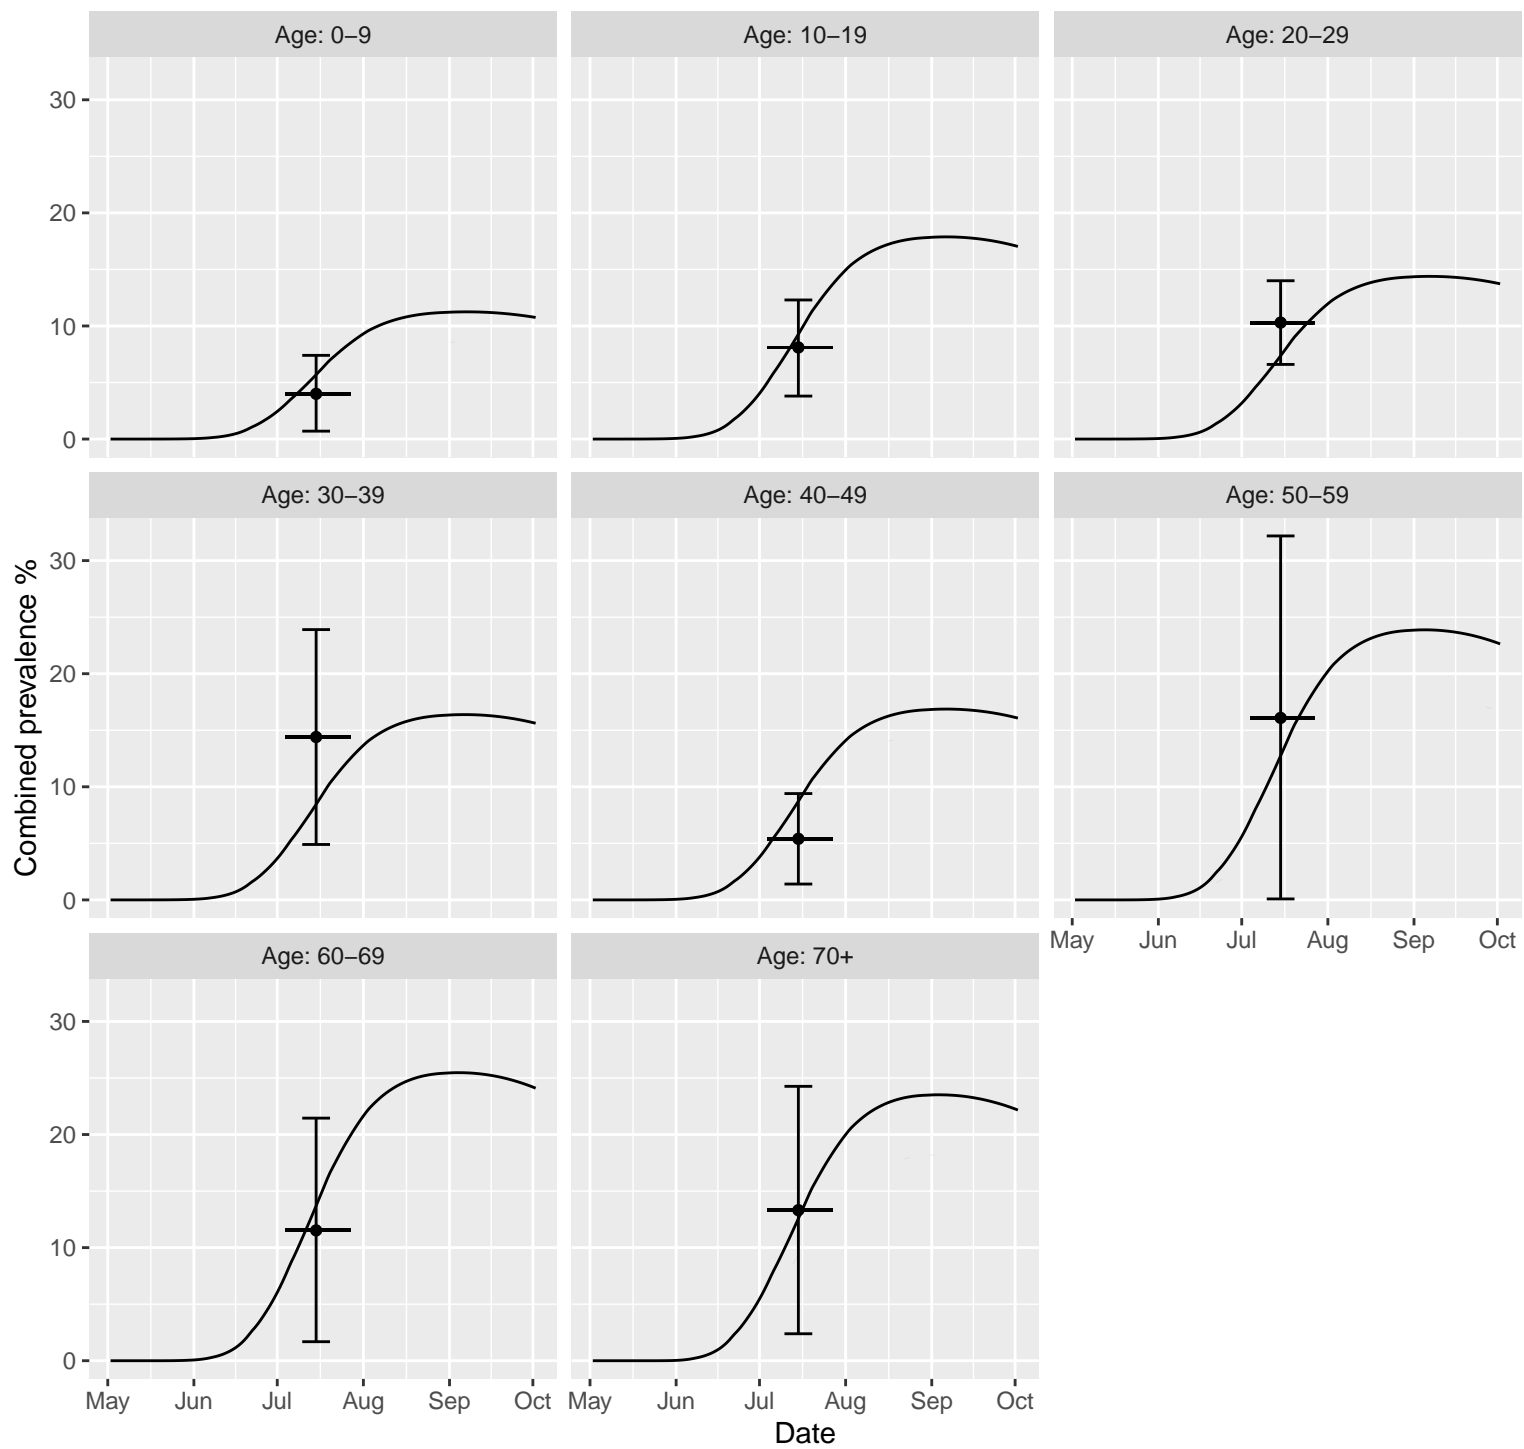 Age: 0–9
Age: 10–19
Age: 20–29
30
20
10
0
Age: 30–39
Age: 40–49
Age: 50–59
30
20
10
0
May Jun Jul Aug Sep Oct
Age: 60–69
Age: 70+
30
20
10
0
May Jun Jul Aug Sep Oct
May Jun Jul Aug Sep Oct
Date
Combined prevalence %